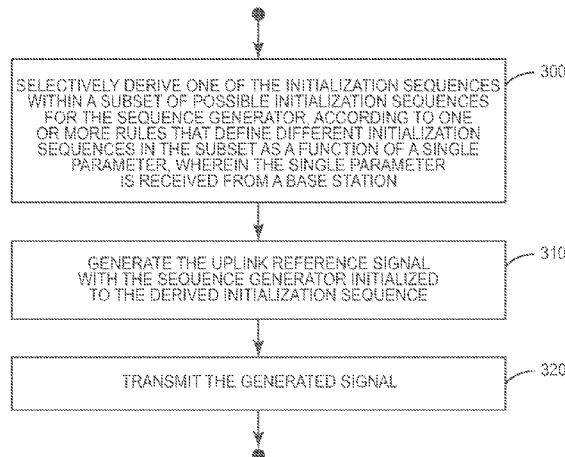 SELECTIVELY DERIVE ONE OF THE INITIALIZATION SEQUENCES
WITHIN A SUBSET OF POSSIBLE INITIALIZATION SEQUENCES
FOR THE SEQUENCE GENERATOR, ACCORDING TO ONE
OR MORE RULES THAT DEFINE DIFFERENT INITIALIZATION
SEQUENCES IN THE SUBSET AS A FUNCTION OF A SINGLE
PARAMETER, WHEREIN THE SINGLE PARAMETER
IS RECEIVED FROM A BASE STATION
300
GENERATE THE UPLINK REFERENCE SIGNAL
WITH THE SEQUENCE GENERATOR INITIALIZED
TO THE DERIVED INITIALIZATION SEQUENCE
310
TRANSMIT THE GENERATED SIGNAL
320